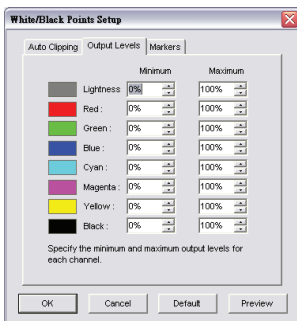 White/Black Points Setup
Auto Clipping Output Levels Markers
Minimum Maximum
Lightness 0% 100%
Red : 0% 100%
Green : 0% 100%
Blue : 0% 100%
Cyan : 0% 100%
Magenta : 0% 100%
Yellow : 0% 100%
Black : 0% 100%
Specify the minimum and maximum output levels for
each channel.
OK Cancel Default Preview